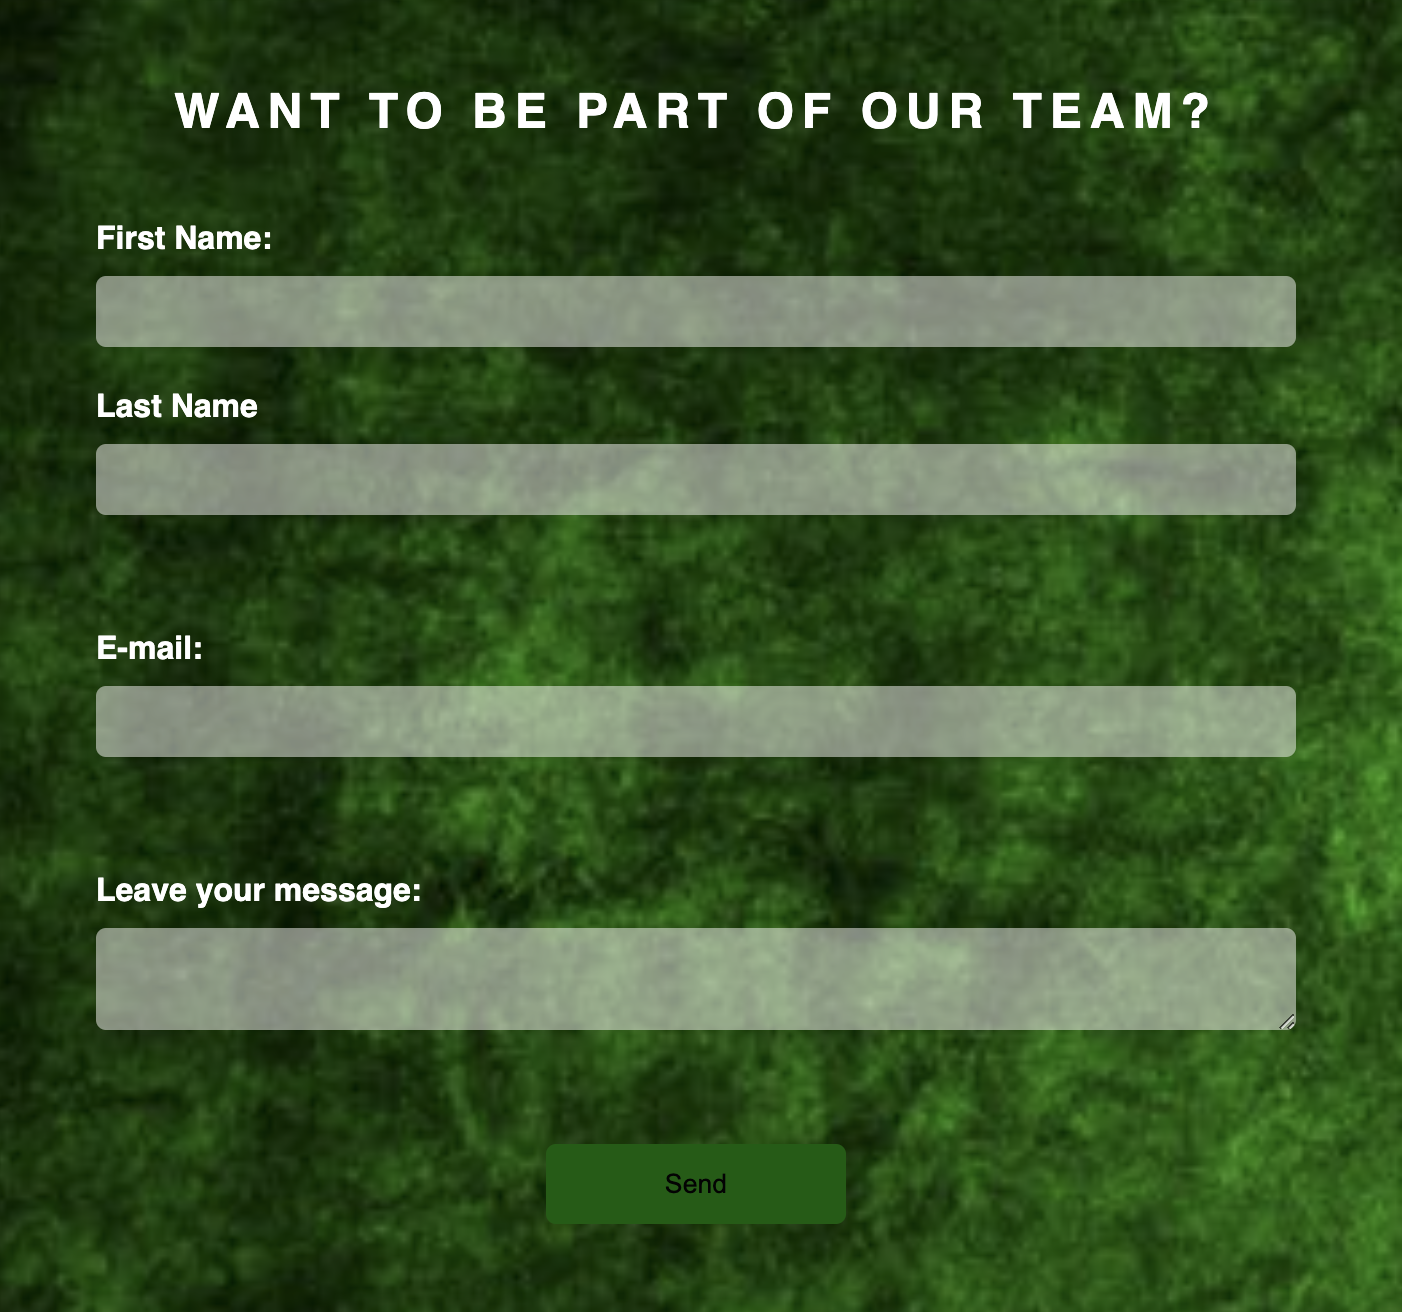 WANT TO BE PART OF OUR TEAM?
First Name:
Last Name
E-mail:
Leave your message:
Send